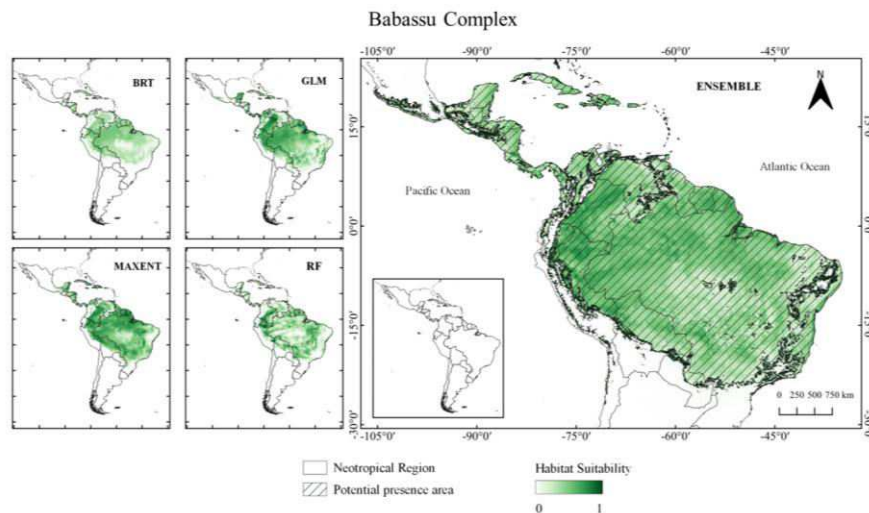 Babassu Complex
-105°0'
-90°0'
-75°0'
-60°0'
-45°0'
BRT
GLM
ENSEMBLE
N
15°0'
0°0'
Pacific Ocean
Atlantic Ocean
MAXENT
RF
-15°0'
-30°0'
0 250 500 750 km
-105°0'
-90°0'
-75°0'
-60°0'
-45°0'
Neotropical Region
Potential presence area
Habitat Suitability
0 1